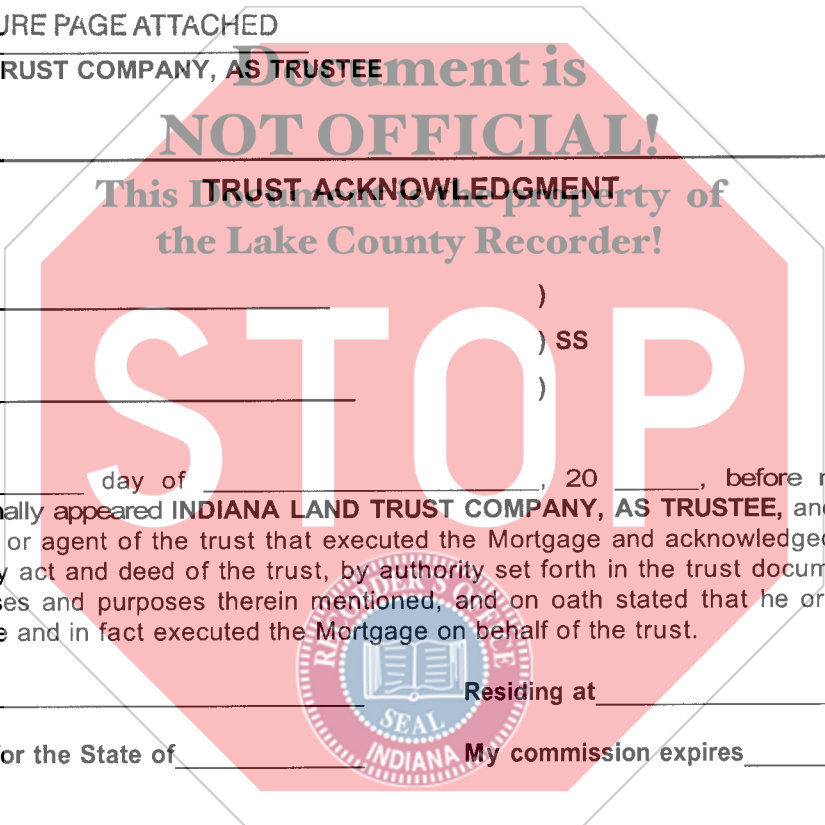 URE PAGE ATTACHED
RUST COMPANY, AS TRUSTEE
Document is
NOT OFFICIAL!
TRUST ACKNOWLEDGMENT
This Document is the property of
the Lake County Recorder!
)
) SS
)
STOP
day of ____, 20 ____, before
nally appeared INDIANA LAND TRUST COMPANY, AS TRUSTEE, and
or agent of the trust that executed the Mortgage and acknowledged
y act and deed of the trust, by authority set forth in the trust docum
ses and purposes therein mentioned, and on oath stated that he or
e and in fact executed the Mortgage on behalf of the trust.
RECORDER'S OFFICE
SEAL
INDIANA
Residing at
or the State of ____ My commission expires